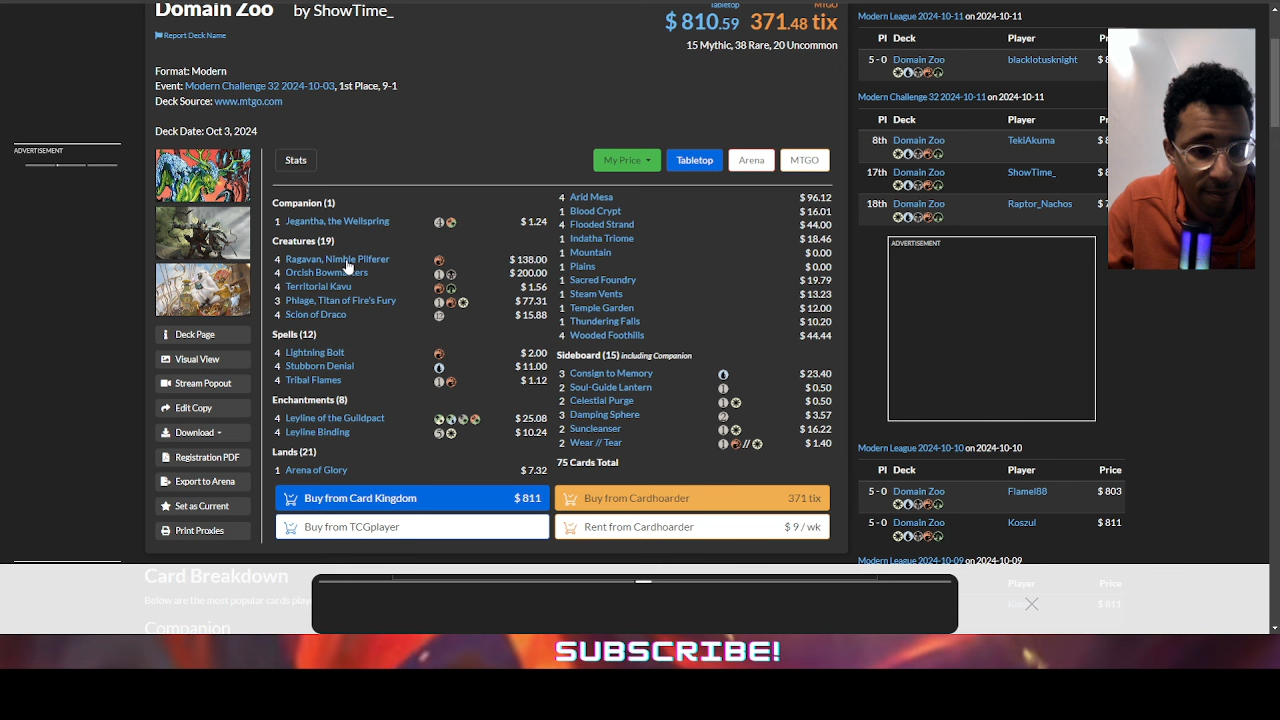 Domain Zoo by ShowTime_
Report Deck Name
Tabletop MTGO
$ 810.59 371.48 tix
15 Mythic, 38 Rare, 20 Uncommon
Format: Modern
Event: Modern Challenge 32 2024-10-03, 1st Place, 9-1
Deck Source: www.mtgo.com
Deck Date: Oct 3, 2024
ADVERTISEMENT
Stats
My Price Tabletop Arena MTGO
Companion (1)
1 Jegantha, the Wellspring $ 1.24
Creatures (19)
4 Ragavan, Nimble Pilferer $ 138.00
4 Orcish Bowmasters $ 200.00
4 Territorial Kavu $ 1.56
3 Phlage, Titan of Fire's Fury $ 77.31
4 Scion of Draco $ 15.88
Spells (12)
4 Lightning Bolt $ 2.00
4 Stubborn Denial $ 11.00
4 Tribal Flames $ 1.12
Enchantments (8)
4 Leyline of the Guildpact $ 25.08
4 Leyline Binding $ 10.24
Lands (21)
1 Arena of Glory $ 7.32
4 Arid Mesa $ 96.12
1 Blood Crypt $ 16.01
4 Flooded Strand $ 44.00
1 Indatha Triome $ 18.46
1 Mountain $ 0.00
1 Plains $ 0.00
1 Sacred Foundry $ 19.79
1 Steam Vents $ 13.23
1 Temple Garden $ 12.00
1 Thundering Falls $ 10.20
4 Wooded Foothills $ 44.44
Sideboard (15) including Companion
3 Consign to Memory $ 23.40
2 Soul-Guide Lantern $ 0.50
2 Celestial Purge $ 0.50
3 Damping Sphere $ 3.57
2 Suncleanser $ 16.22
2 Wear // Tear // $ 1.40
75 Cards Total
Deck Page
Visual View
Stream Popout
Edit Copy
Download
Registration PDF
Export to Arena
Set as Current
Print Proxies
Buy from Card Kingdom $ 811
Buy from Cardhoarder 371 tix
Buy from TCGplayer
Rent from Cardhoarder $ 9 / wk
Modern League 2024-10-11 on 2024-10-11
Pl Deck Player
5-0 Domain Zoo blacklotusknight
Modern Challenge 32 2024-10-11 on 2024-10-11
Pl Deck Player
8th Domain Zoo TekiAkuma
17th Domain Zoo ShowTime_
18th Domain Zoo Raptor_Nachos
ADVERTISEMENT
Modern League 2024-10-10 on 2024-10-10
Pl Deck Player Price
5-0 Domain Zoo Flamel88 $ 803
5-0 Domain Zoo Koszul $ 811
Modern League 2024-10-09 on 2024-10-09
Player Price
$ 811
Card Breakdown
Below are the most popular cards
Companion
SUBSCRIBE!